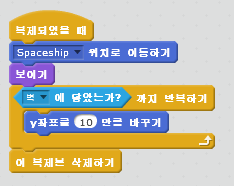 복제되었을 때
Spaceship 위치로 이동하기
보이기
벽 에 닿았는가? 까지 반복하기
y좌표를 10 만큼 바꾸기
이 복제본 삭제하기